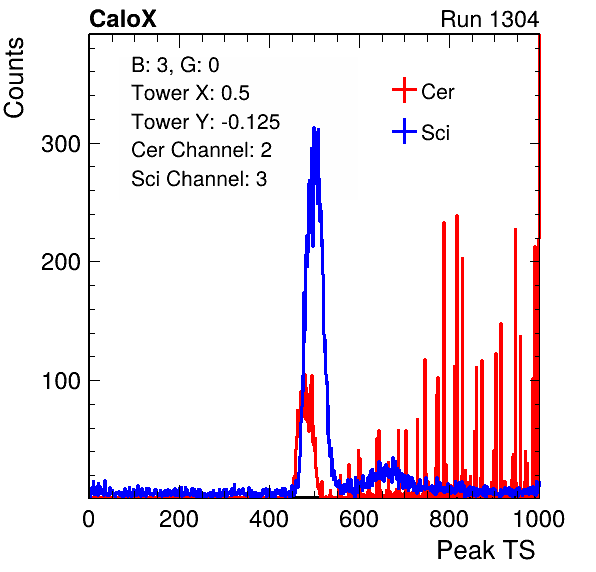 CaloX Run 1304
Counts
B: 3, G: 0
Tower X: 0.5
Tower Y: -0.125
Cer Channel: 2
Sci Channel: 3
Cer
Sci
300
200
100
0 200 400 600 800 1000
Peak TS